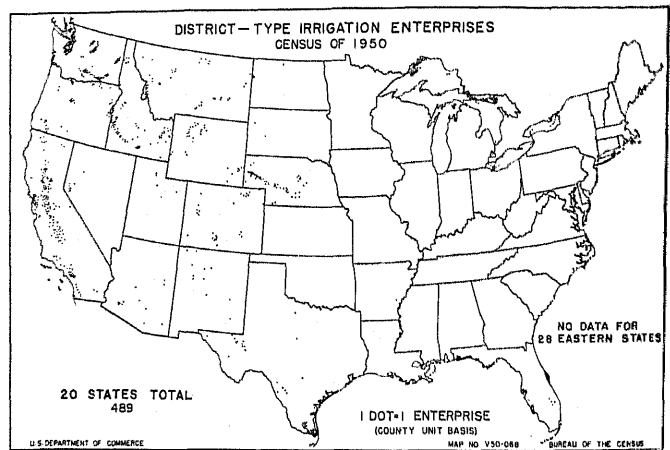 DISTRICT-TYPE IRRIGATION ENTERPRISES
CENSUS OF 1950
NO DATA FOR
28 EASTERN STATES
20 STATES TOTAL
489
1 DOT=1 ENTERPRISE
(COUNTY UNIT BASIS)
U.S. DEPARTMENT OF COMMERCE
MAP NO V50-068
BUREAU OF THE CENSUS